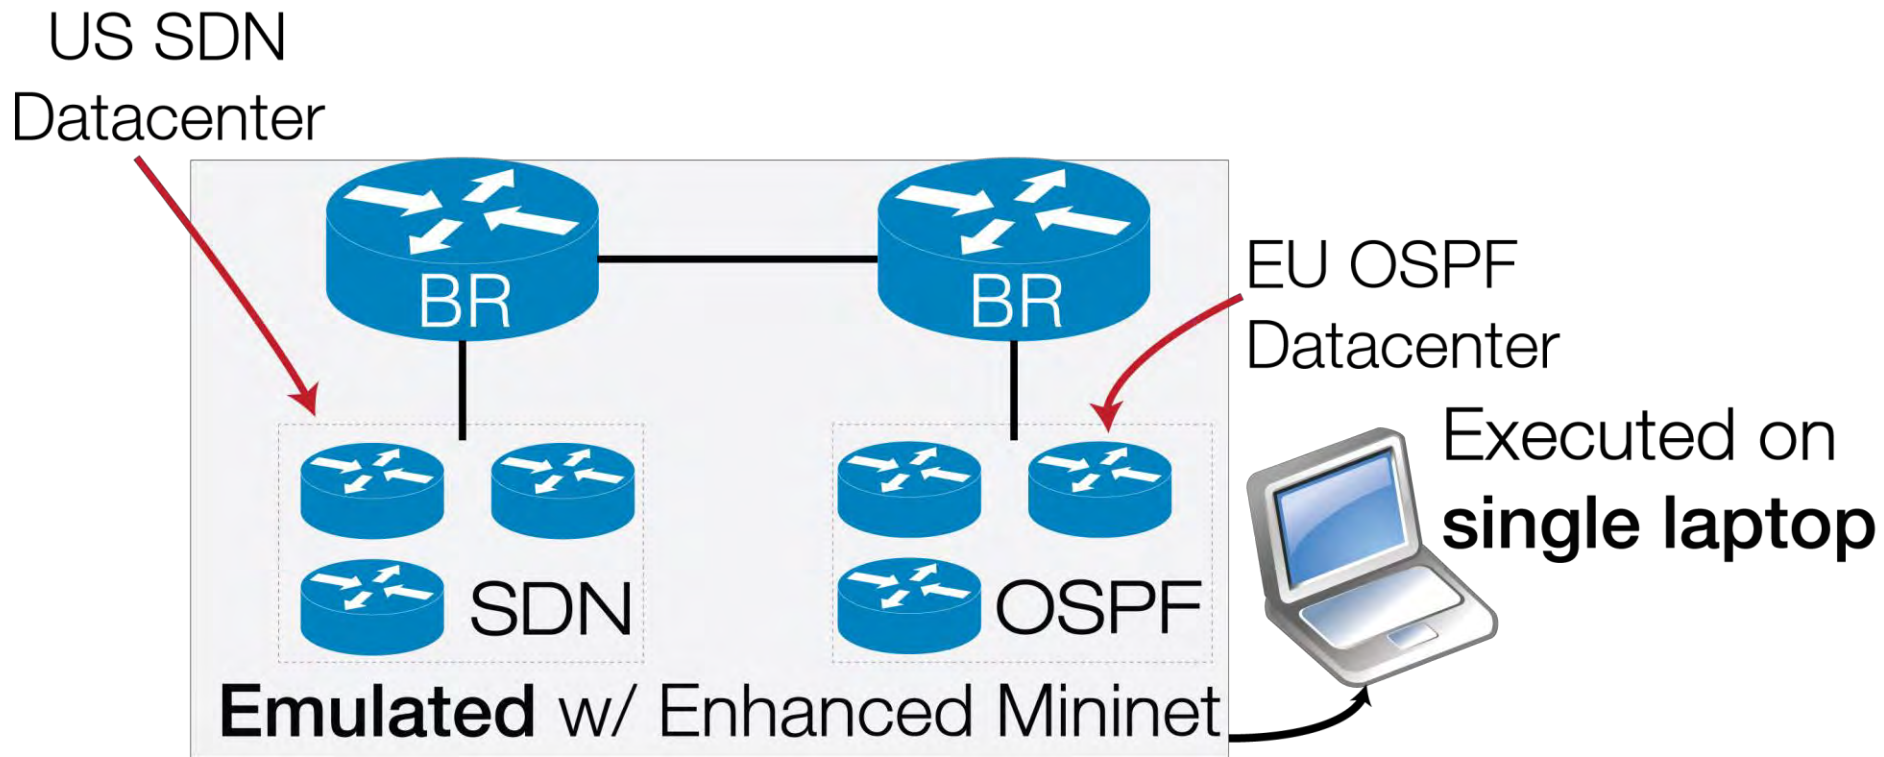 US SDN
Datacenter
BR
BR
EU OSPF
Datacenter
Executed on
single laptop
SDN
OSPF
Emulated w/ Enhanced Mininet